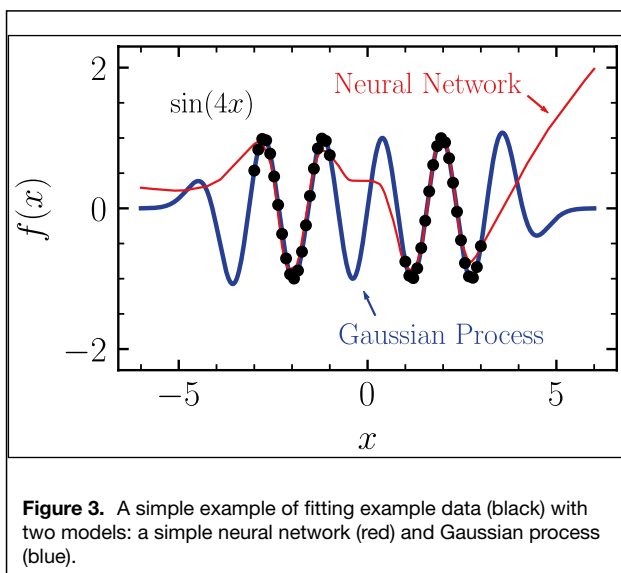 2
Neural Network
sin(4x)
f(x)
0
Gaussian Process
−2
−5
0
5
x
Figure 3. A simple example of fitting example data (black) with
two models: a simple neural network (red) and Gaussian process
(blue).